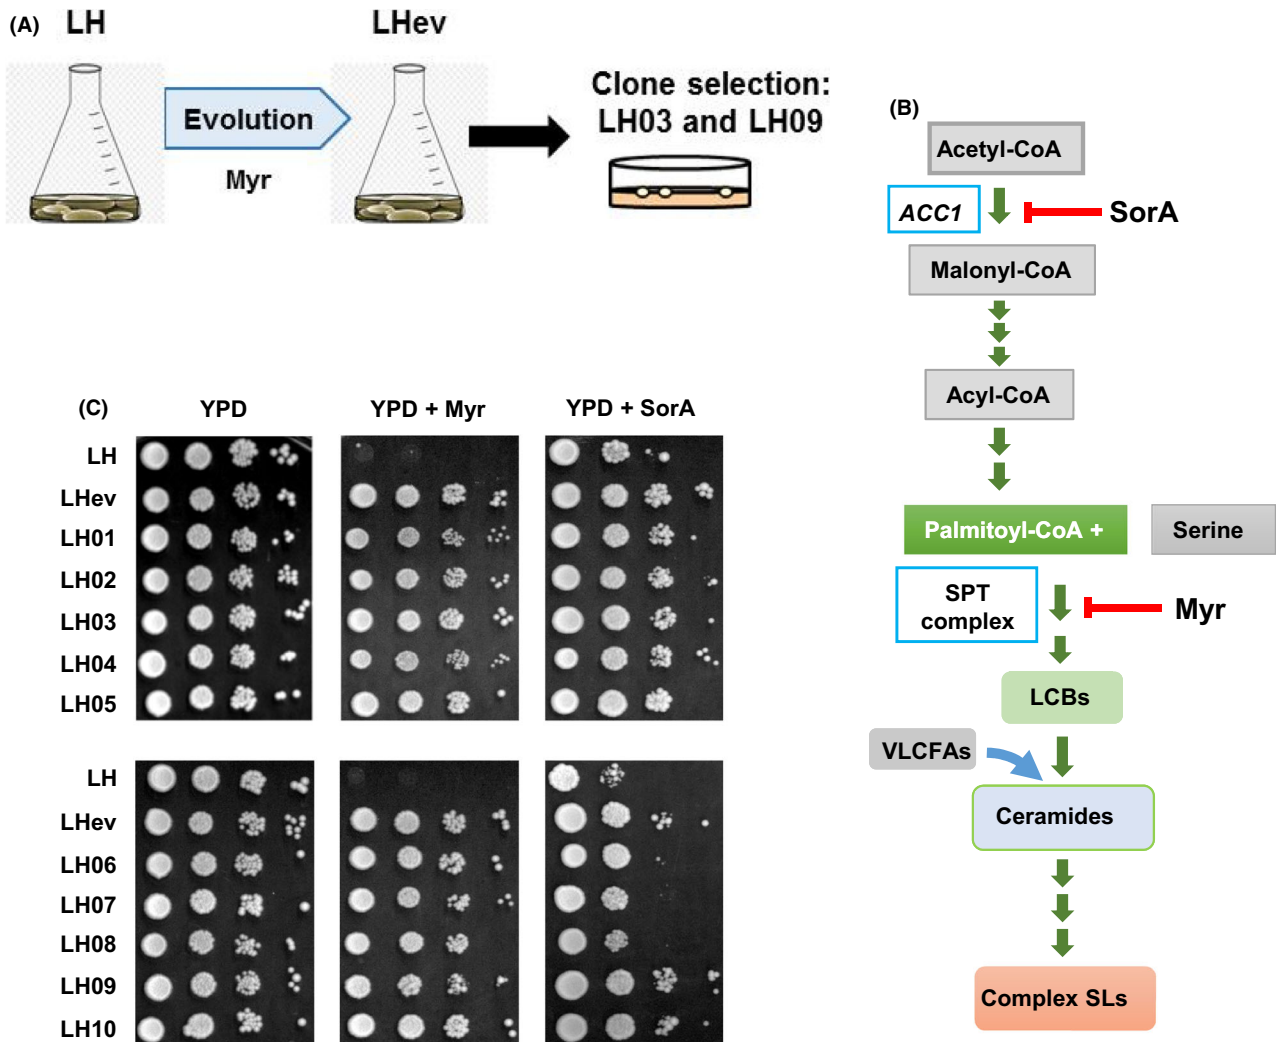 (A)
LH
LHev
Evolution
Myr
Clone selection:
LH03 and LH09
(B)
Acetyl-CoA
ACC1
SorA
Malonyl-CoA
Acyl-CoA
Palmitoyl-CoA +
Serine
SPT
complex
Myr
LCBs
VLCFAs
Ceramides
Complex SLs
(C)
YPD
YPD + Myr
YPD + SorA
LH
LHev
LH01
LH02
LH03
LH04
LH05
LH
LHev
LH06
LH07
LH08
LH09
LH10